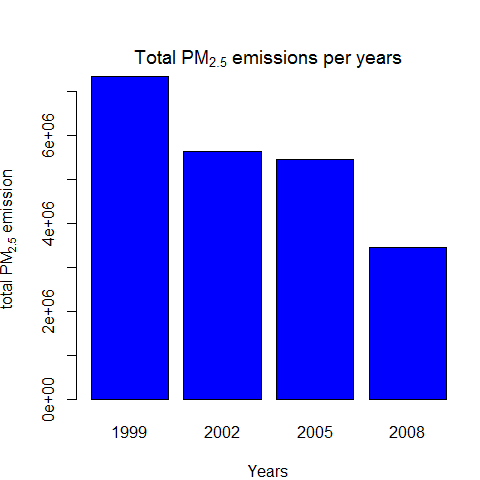 Total PM2.5 emissions per years
total PM2.5 emission
6e+06
4e+06
2e+06
0e+00
1999 2002 2005 2008
Years